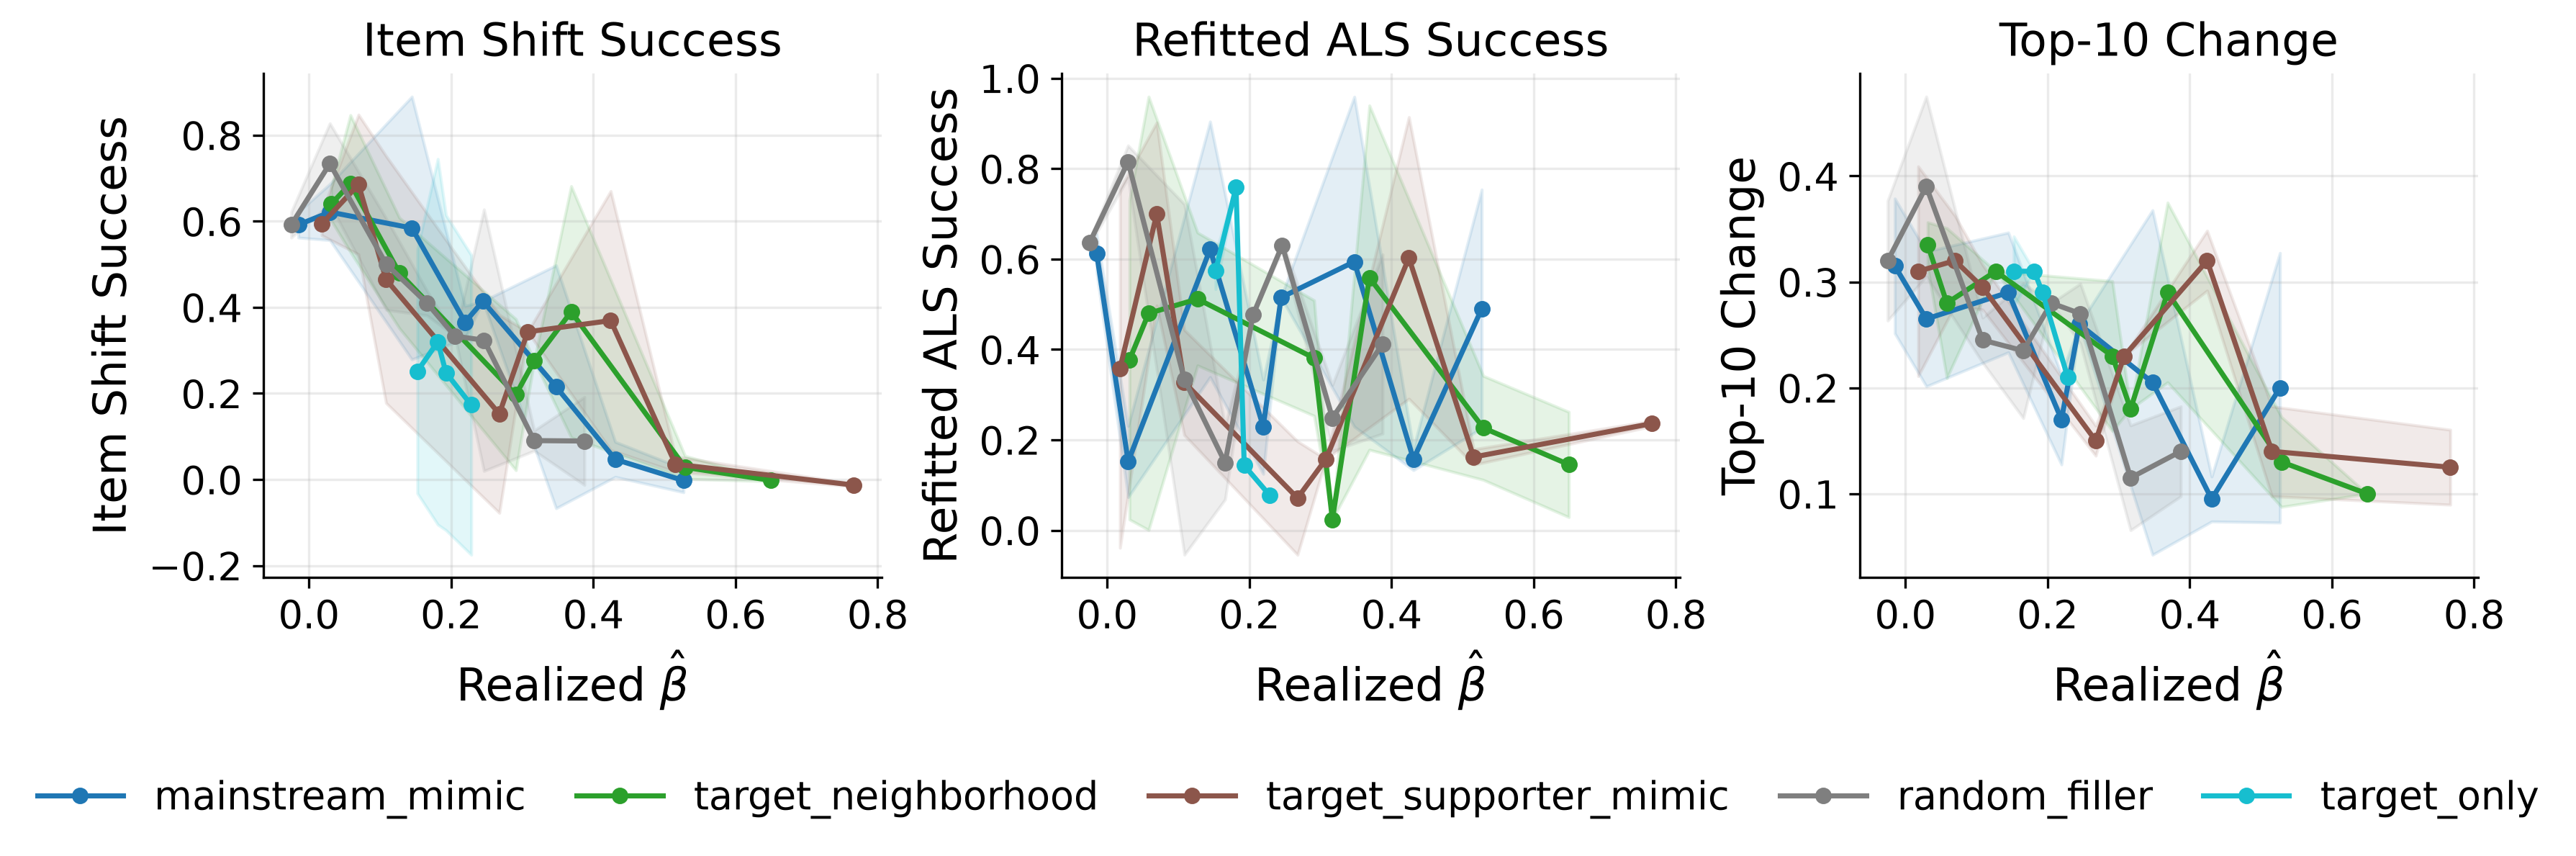 Item Shift Success
Refitted ALS Success
Top-10 Change
Item Shift Success
0.8
0.6
0.4
0.2
0.0
−0.2
0.0 0.2 0.4 0.6 0.8
Realized β̂
Refitted ALS Success
1.0
0.8
0.6
0.4
0.2
0.0
0.0 0.2 0.4 0.6 0.8
Realized β̂
Top-10 Change
0.4
0.3
0.2
0.1
0.0 0.2 0.4 0.6 0.8
Realized β̂
mainstream_mimic target_neighborhood target_supporter_mimic random_filler target_only